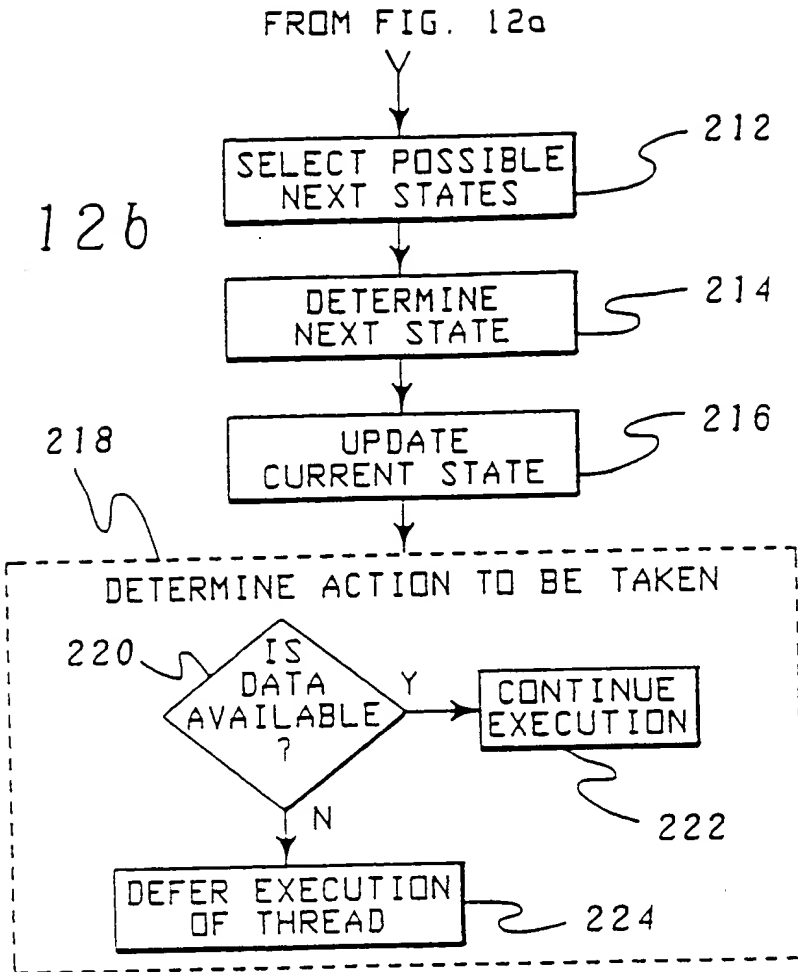 FROM FIG. 12a
212
SELECT POSSIBLE
NEXT STATES
12b
214
DETERMINE
NEXT STATE
216
UPDATE
CURRENT STATE
218
DETERMINE ACTION TO BE TAKEN
220
IS
DATA
AVAILABLE
?
Y
CONTINUE
EXECUTION
N
222
DEFER EXECUTION
OF THREAD
224